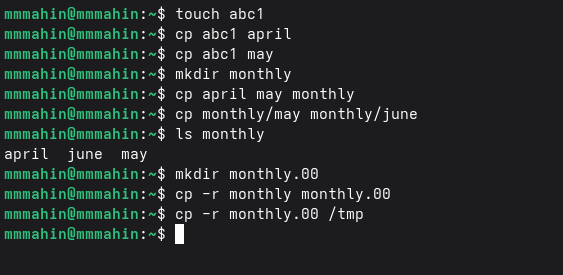 mmmahin@mmmahin:~$ touch abc1
mmmahin@mmmahin:~$ cp abc1 april
mmmahin@mmmahin:~$ cp abc1 may
mmmahin@mmmahin:~$ mkdir monthly
mmmahin@mmmahin:~$ cp april may monthly
mmmahin@mmmahin:~$ cp monthly/may monthly/june
mmmahin@mmmahin:~$ ls monthly
april  june  may
mmmahin@mmmahin:~$ mkdir monthly.00
mmmahin@mmmahin:~$ cp -r monthly monthly.00
mmmahin@mmmahin:~$ cp -r monthly.00 /tmp
mmmahin@mmmahin:~$